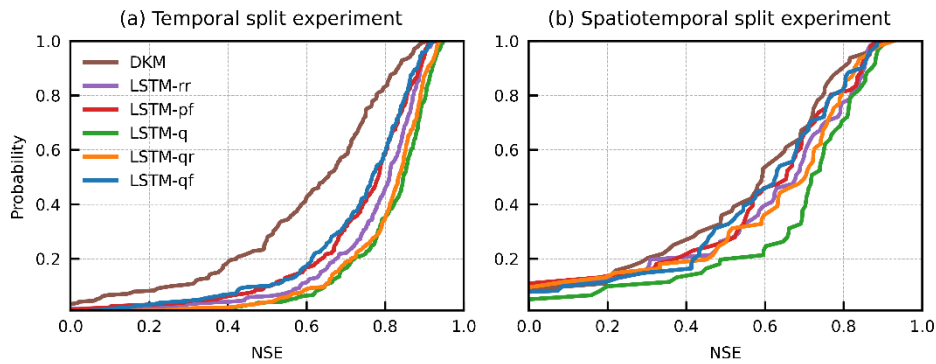 (a) Temporal split experiment
(b) Spatiotemporal split experiment
Probability
1.0
0.8
0.6
0.4
0.2
DKM
LSTM-rr
LSTM-pf
LSTM-q
LSTM-qr
LSTM-qf
0.0 0.2 0.4 0.6 0.8 1.0
NSE
1.0
0.8
0.6
0.4
0.2
0.0 0.2 0.4 0.6 0.8 1.0
NSE